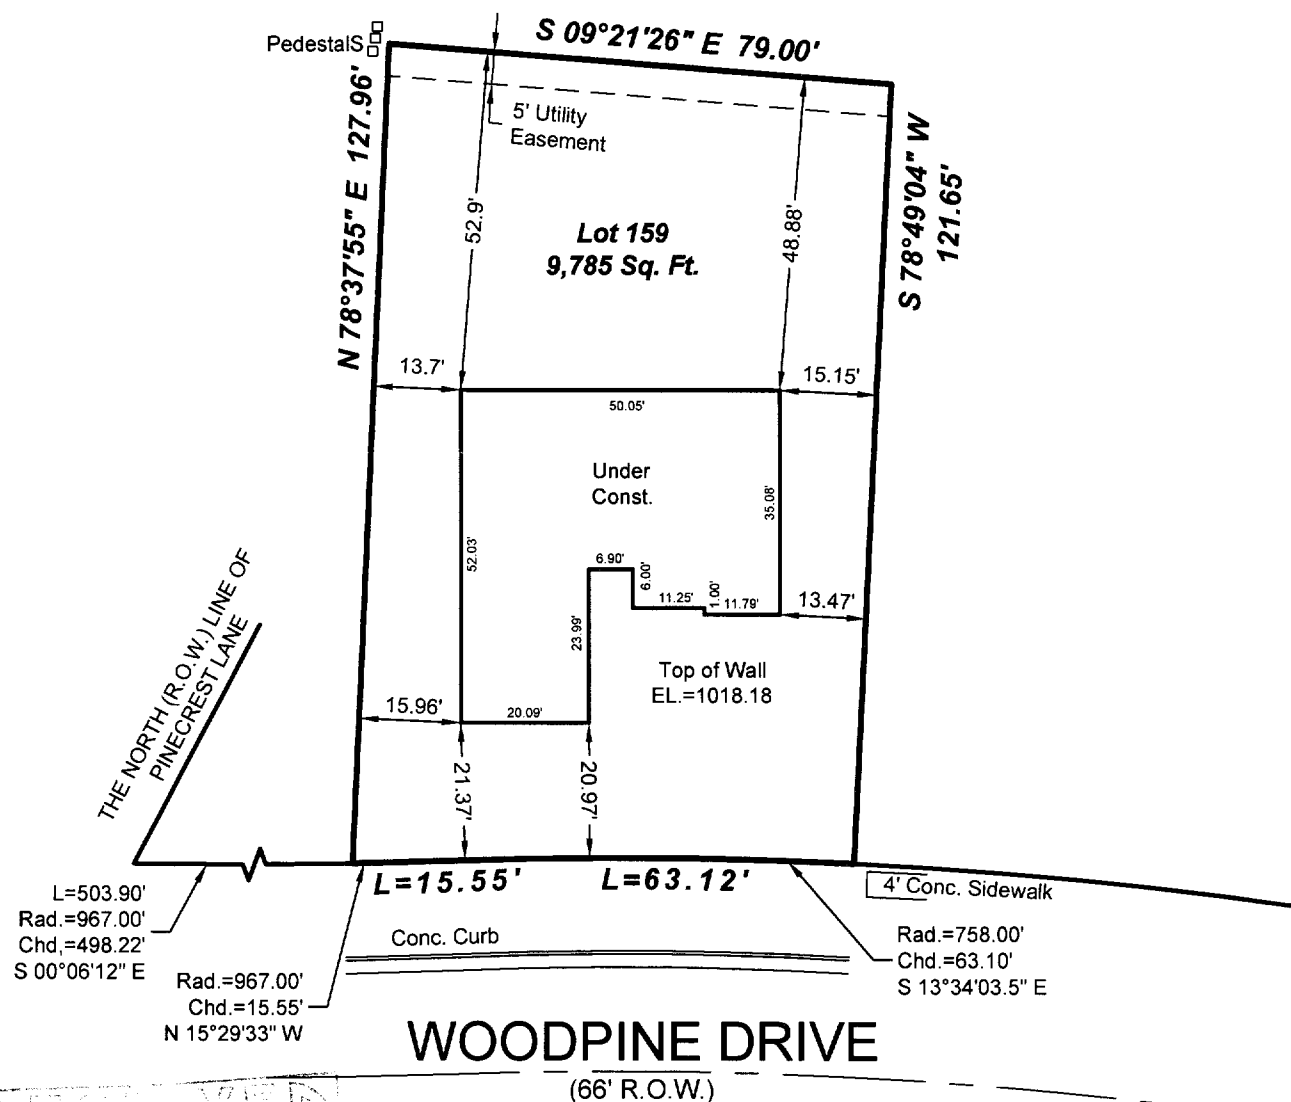 S 09°21'26" E 79.00'
PedestalS
N 78°37'55" E 127.96'
5' Utility
Easement
S 78°49'04" W
121.65'
52.9'
48.88'
Lot 159
9,785 Sq. Ft.
13.7'
15.15'
50.05'
Under
Const.
52.03'
35.08'
6.90'
6.00'
11.25'
1.00'
11.79'
13.47'
23.99'
Top of Wall
EL.=1018.18
THE NORTH (R.O.W.) LINE OF
PINECREST LANE
15.96'
20.09'
21.37'
20.97'
L=15.55'
L=63.12'
4' Conc. Sidewalk
L=503.90'
Rad.=967.00'
Chd,=498.22'
S 00°06'12" E
Conc. Curb
Rad.=967.00'
Chd.=15.55'
N 15°29'33" W
Rad.=758.00'
Chd.=63.10'
S 13°34'03.5" E
WOODPINE DRIVE
(66' R.O.W.)